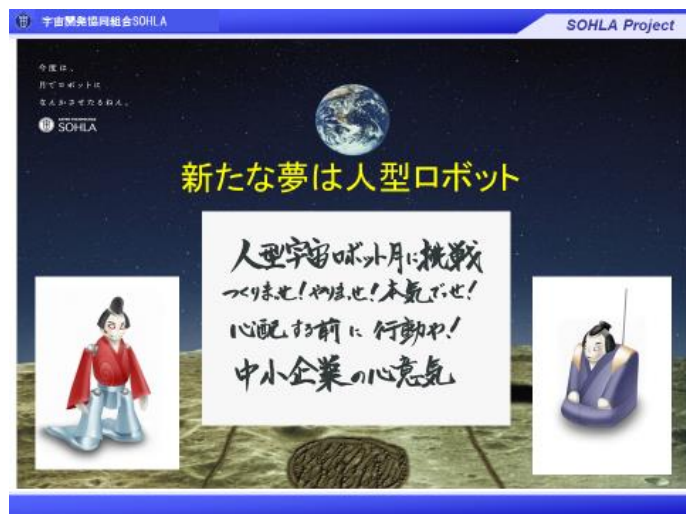 宇宙開発協同組合SOHLA
SOHLA Project
今度は、
月でロボットに
なんかさせたるねん。
SOHLA
新たな夢は人型ロボット
人型宇宙ロボット月に挑戦
つくりまっせ!やりまっせ!本気でっせ!
心配する前に行動や!
中小企業の心意気